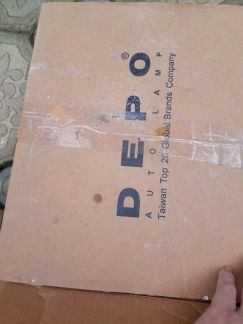 DEPO®
AUTO LAMP
Taiwan Top 20 Global Brands Company